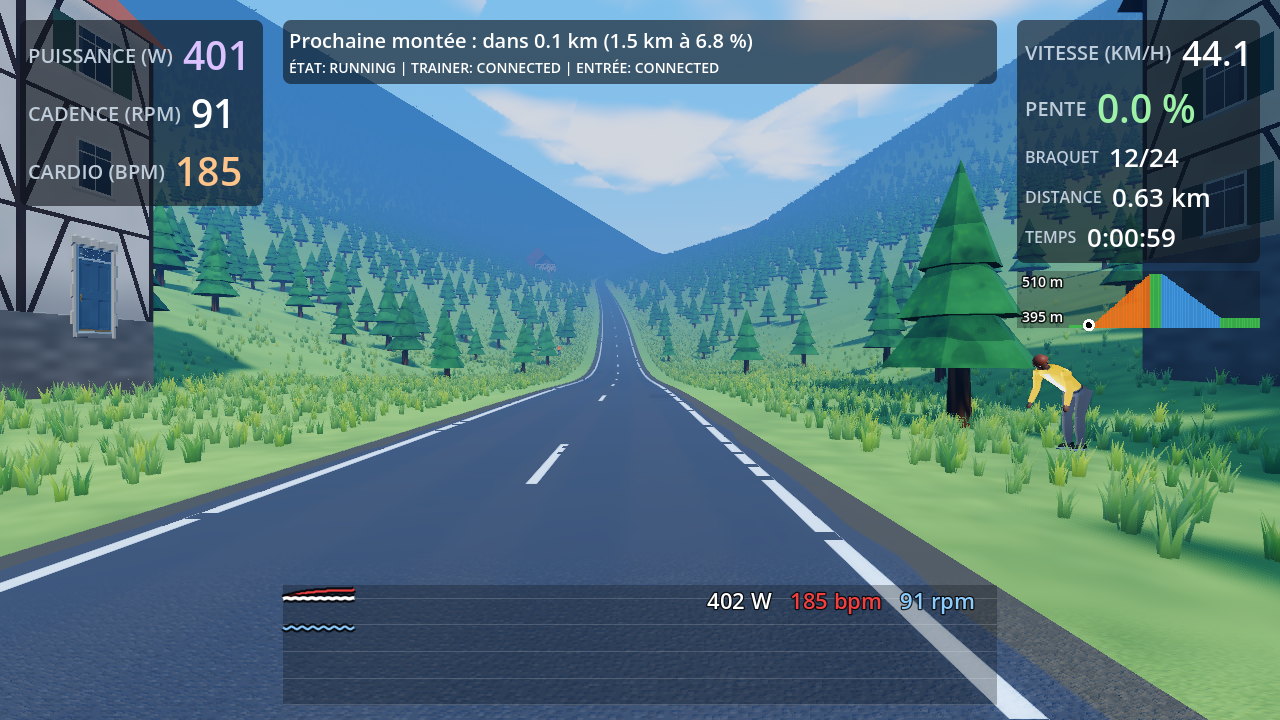 PUISSANCE (W) 401
CADENCE (RPM) 91
CARDIO (BPM) 185
Prochaine montée : dans 0.1 km (1.5 km à 6.8 %)
ÉTAT: RUNNING | TRAINER: CONNECTED | ENTRÉE: CONNECTED
VITESSE (KM/H) 44.1
PENTE 0.0 %
BRAQUET 12/24
DISTANCE 0.63 km
TEMPS 0:00:59
510 m
395 m
402 W 185 bpm 91 rpm